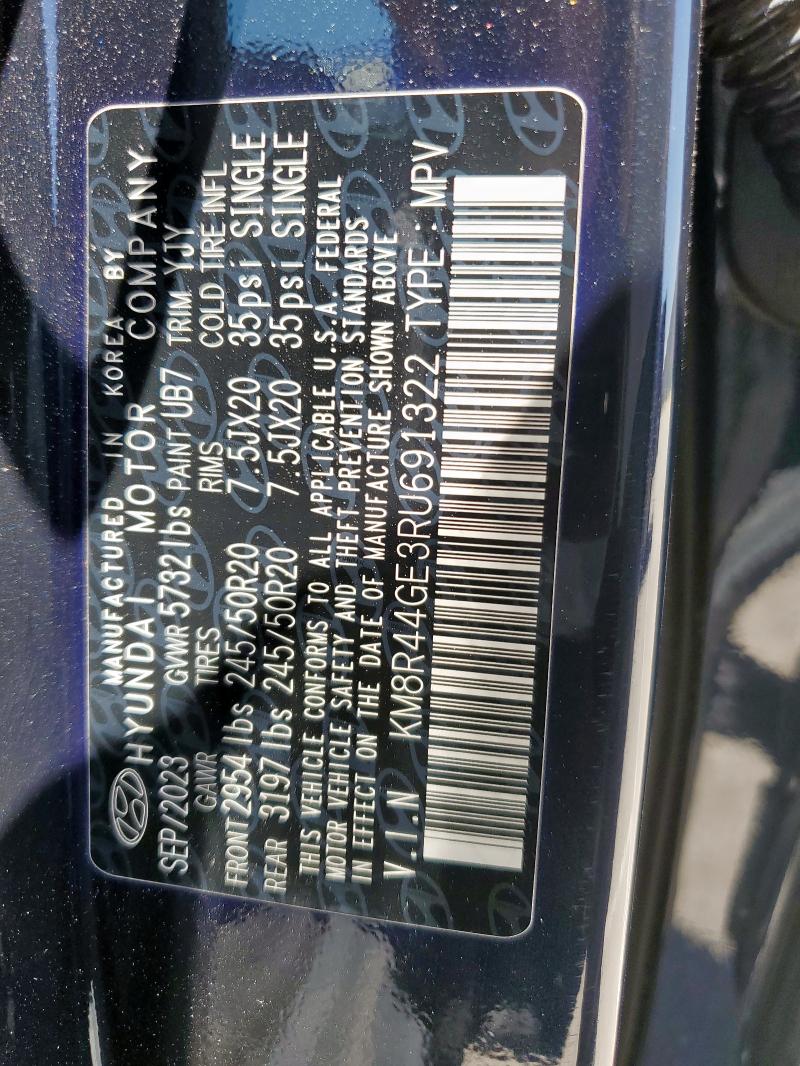 MANUFACTURED IN KOREA BY
HYUNDAI MOTOR COMPANY
SEP/2023 GVWR 5732 lbs PAINT UB7 TRIM YJY
GAWR TIRES RIMS COLD TIRE INFL
FRONT 2954 lbs 245/50R20 7.5JX20 35psi SINGLE
REAR 3197 lbs 245/50R20 7.5JX20 35psi SINGLE
THIS VEHICLE CONFORMS TO ALL APPLICABLE U.S.A. FEDERAL
MOTOR VEHICLE SAFETY AND THEFT PREVENTION STANDARDS
IN EFFECT ON THE DATE OF MANUFACTURE SHOWN ABOVE
V.I.N KM8R44GE3RU691322 TYPE : MPV